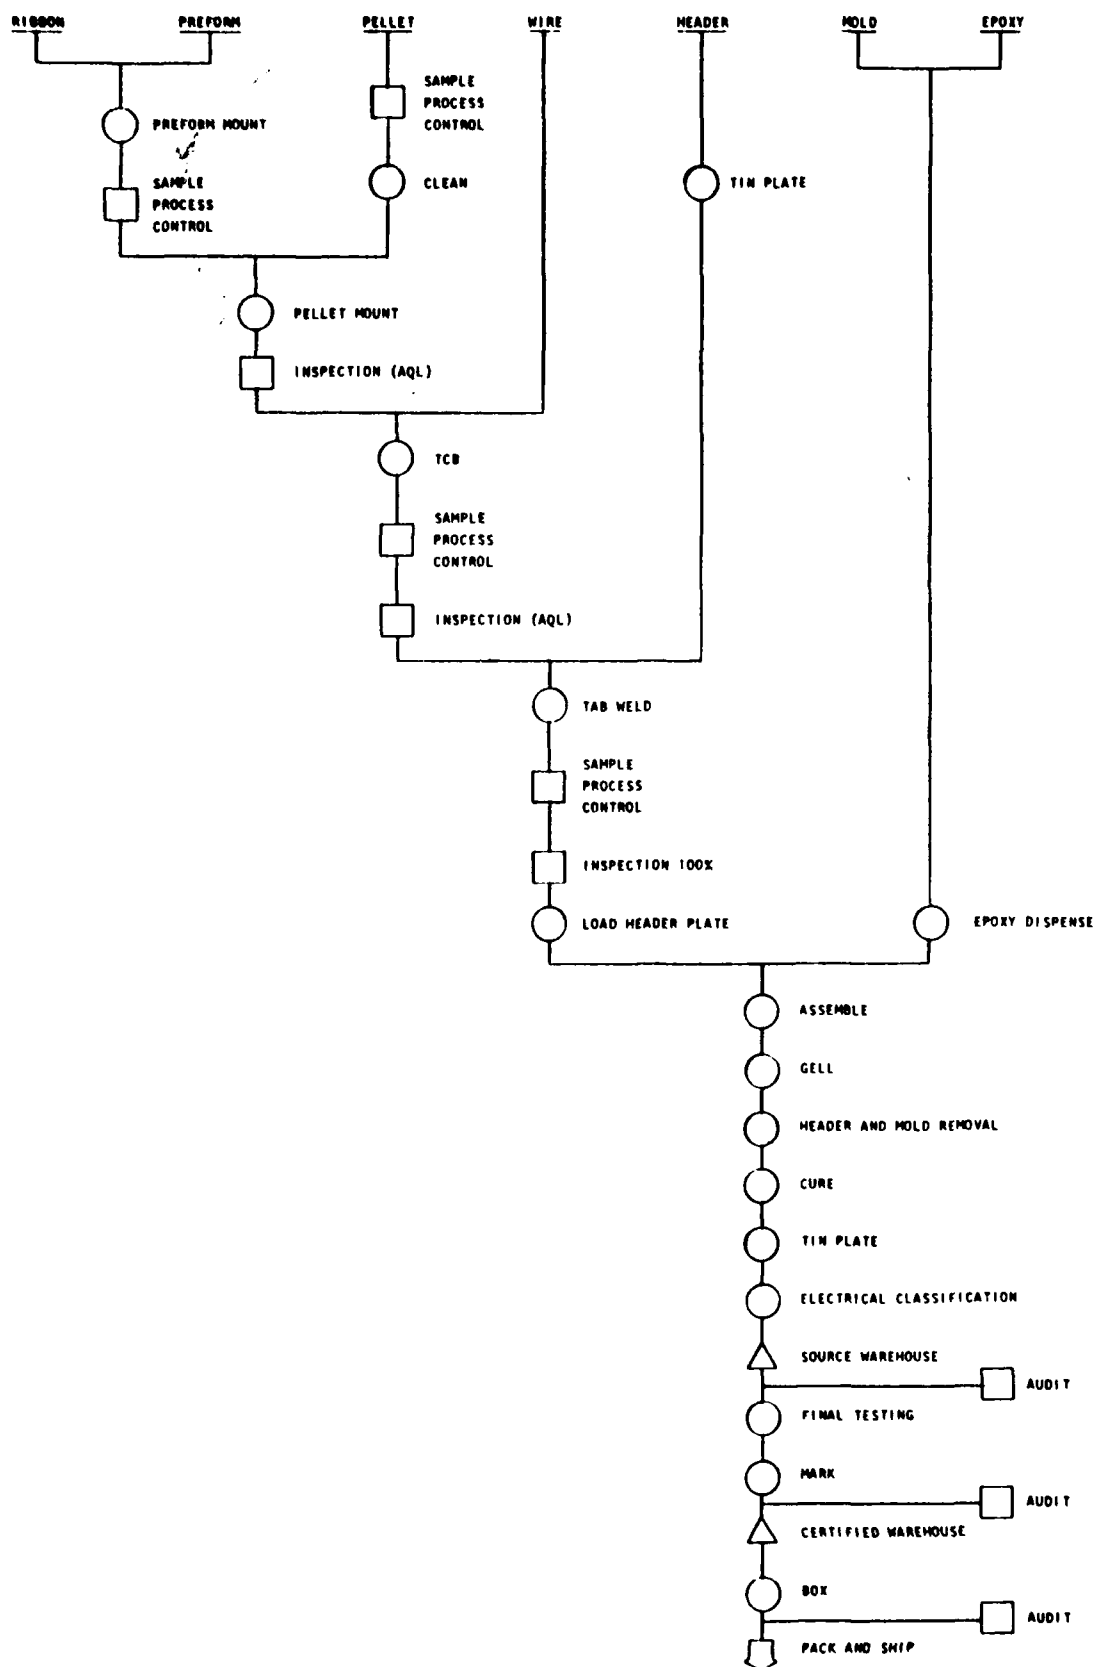 RIBBON PREFORM PELLET WIRE HEADER MOLD EPOXY
SAMPLE
PROCESS
CONTROL
PREFORM MOUNT
SAMPLE
PROCESS
CONTROL
CLEAN
TIN PLATE
PELLET MOUNT
INSPECTION (AQL)
TCB
SAMPLE
PROCESS
CONTROL
INSPECTION (AQL)
TAB WELD
SAMPLE
PROCESS
CONTROL
INSPECTION 100%
LOAD HEADER PLATE
EPOXY DISPENSE
ASSEMBLE
GELL
HEADER AND MOLD REMOVAL
CURE
TIN PLATE
ELECTRICAL CLASSIFICATION
SOURCE WAREHOUSE
AUDIT
FINAL TESTING
MARK
AUDIT
CERTIFIED WAREHOUSE
BOX
AUDIT
PACK AND SHIP